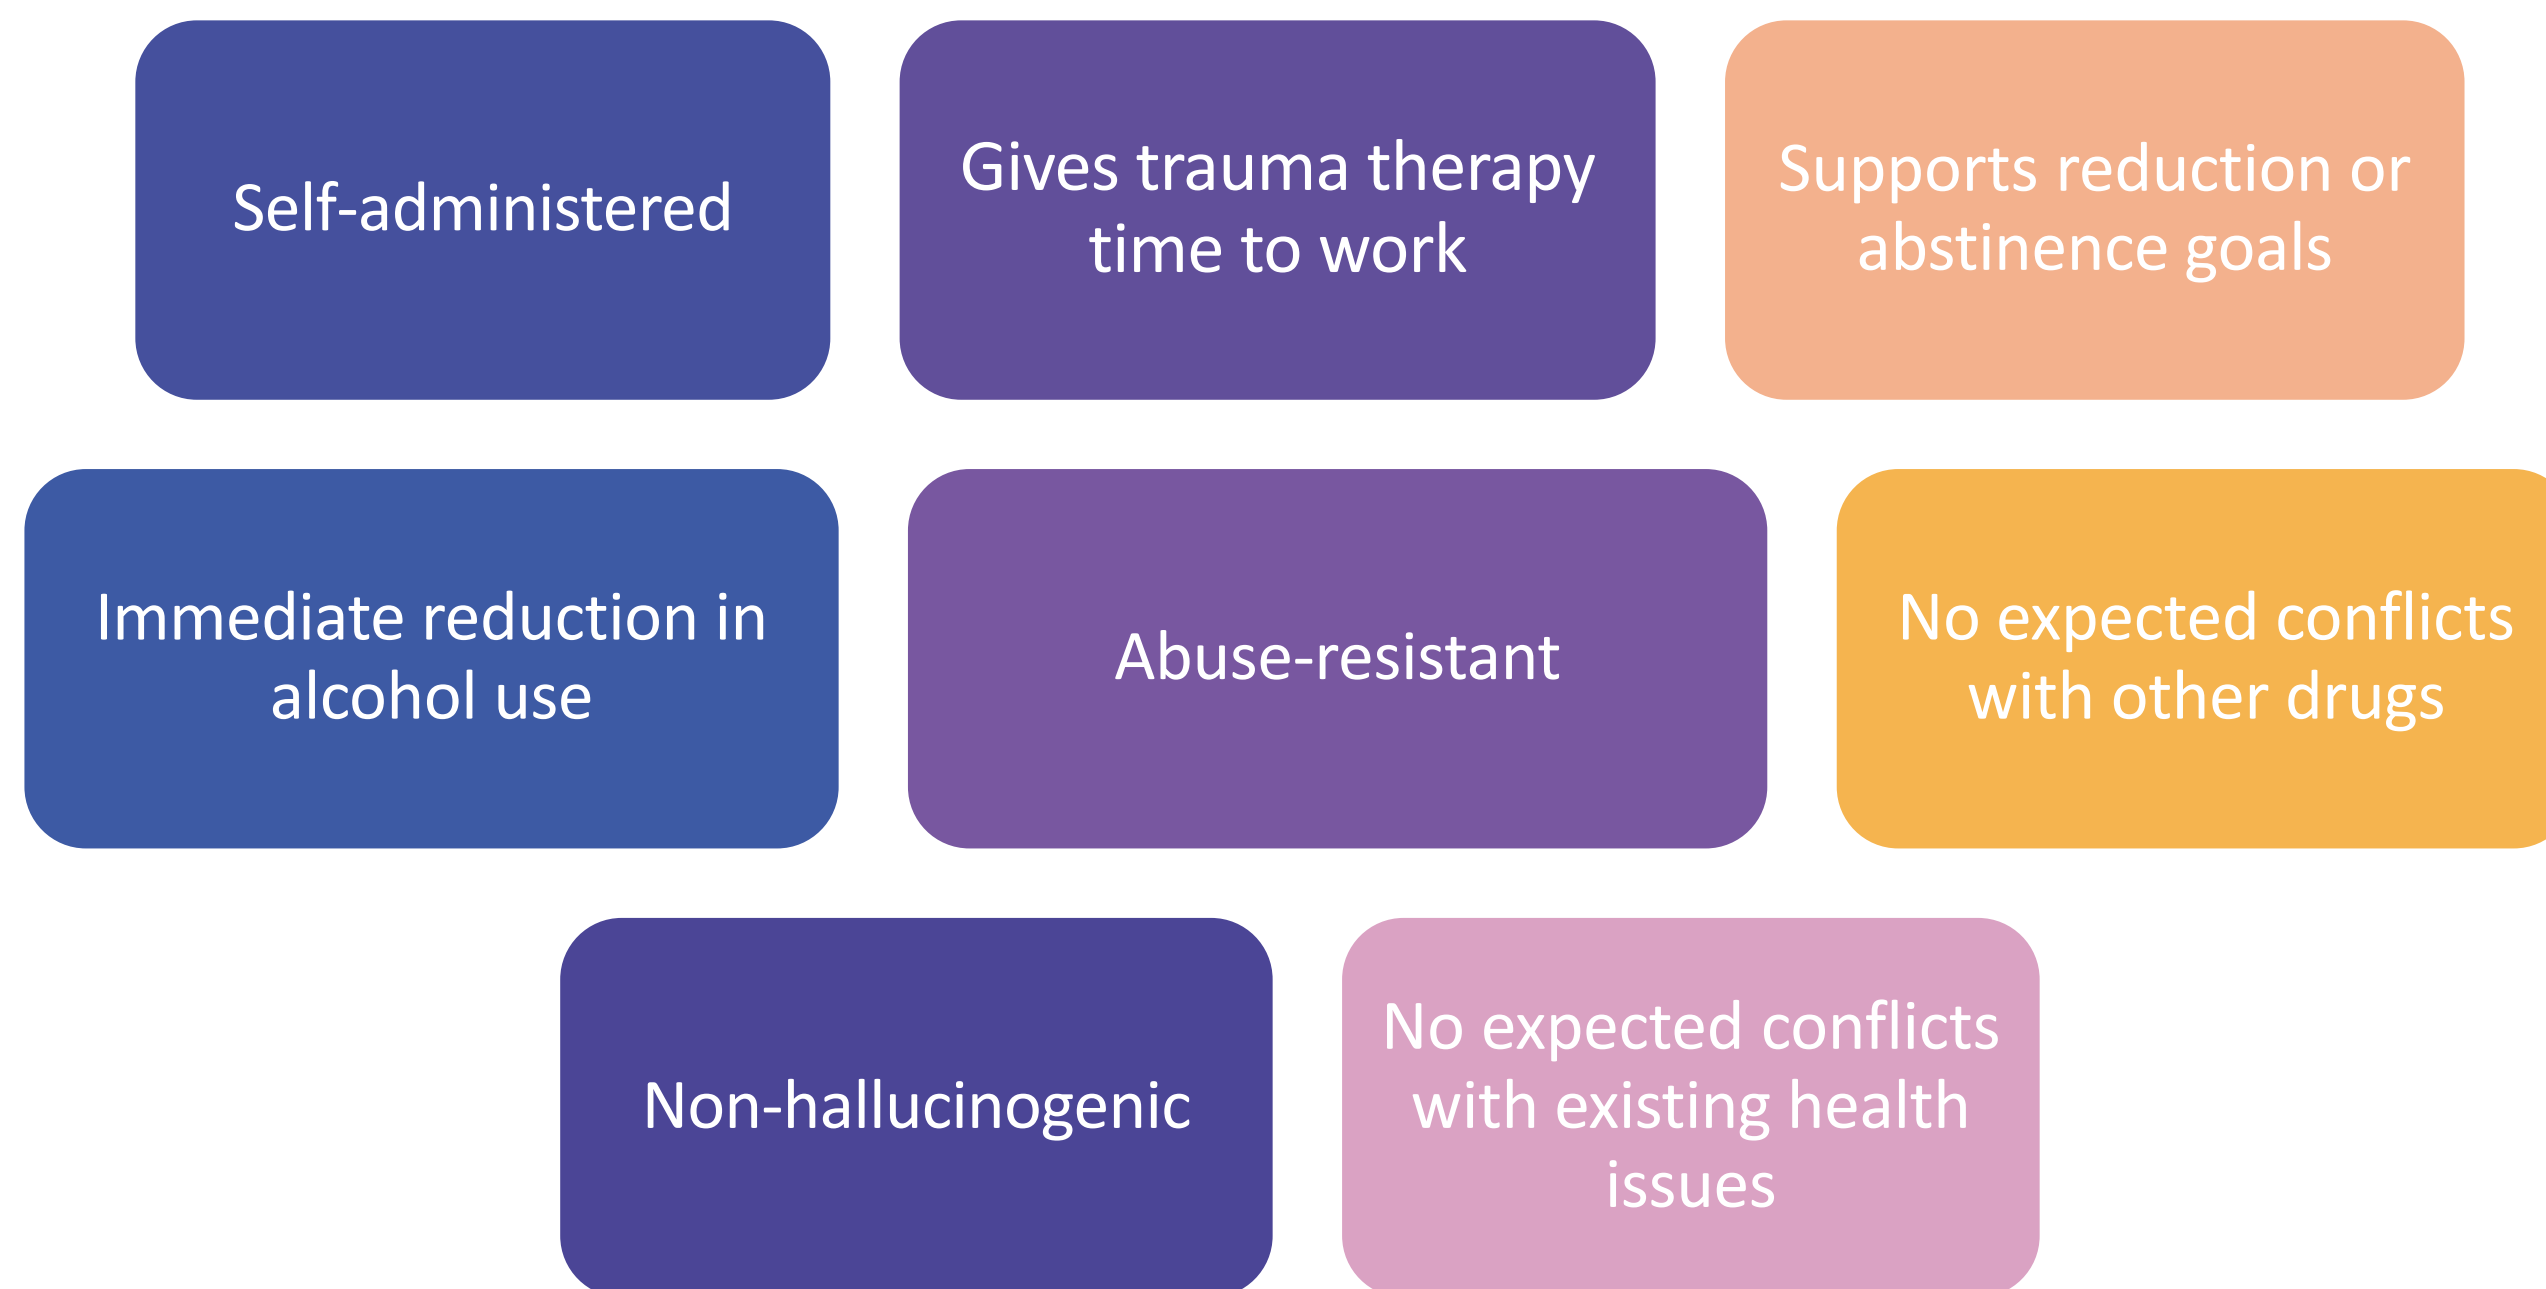 Self-administered
Gives trauma therapy
time to work
Supports reduction or
abstinence goals
Immediate reduction in
alcohol use
Abuse-resistant
No expected conflicts
with other drugs
Non-hallucinogenic
No expected conflicts
with existing health
issues